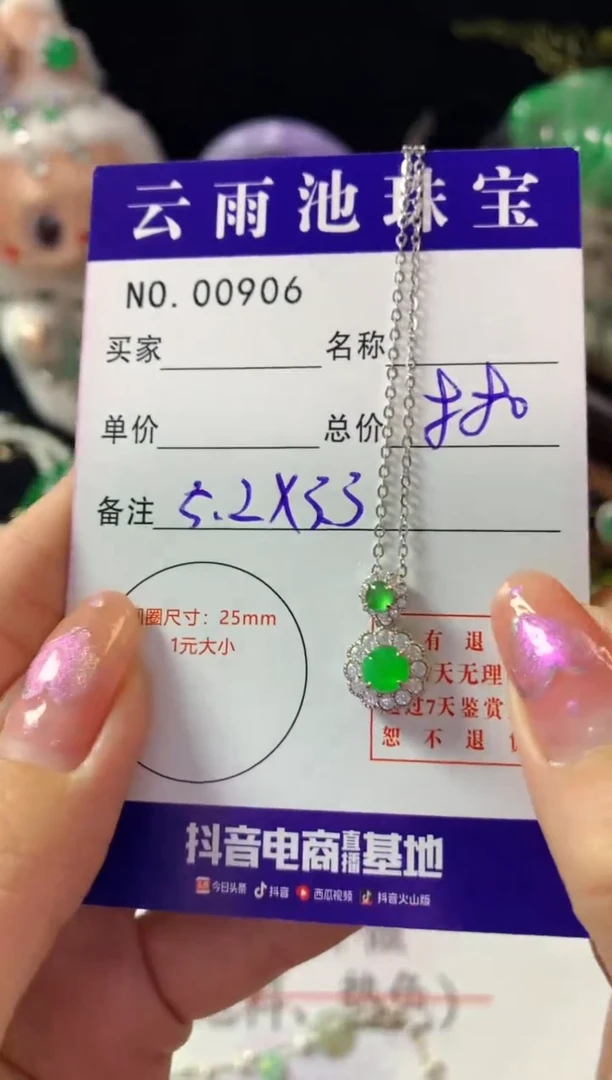 云雨池珠宝
NO. 00906
买家 名称
单价 总价
备注 5.2X3.3
圈尺寸：25mm
1元大小
有 退
天无理
过7天鉴赏
恕 不 退
抖音电商直播基地
今日头条 抖音 西瓜视频 抖音火山版